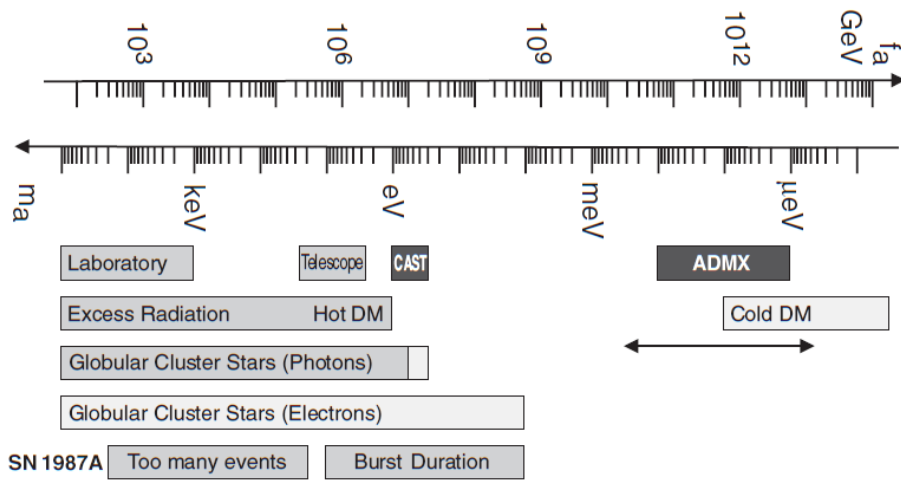 10³ 10⁶ 10⁹ 10¹² GeV fₐ
mₐ keV eV meV µeV
Laboratory Telescope CAST ADMX
Excess Radiation Hot DM Cold DM
Globular Cluster Stars (Photons)
Globular Cluster Stars (Electrons)
SN 1987A Too many events Burst Duration